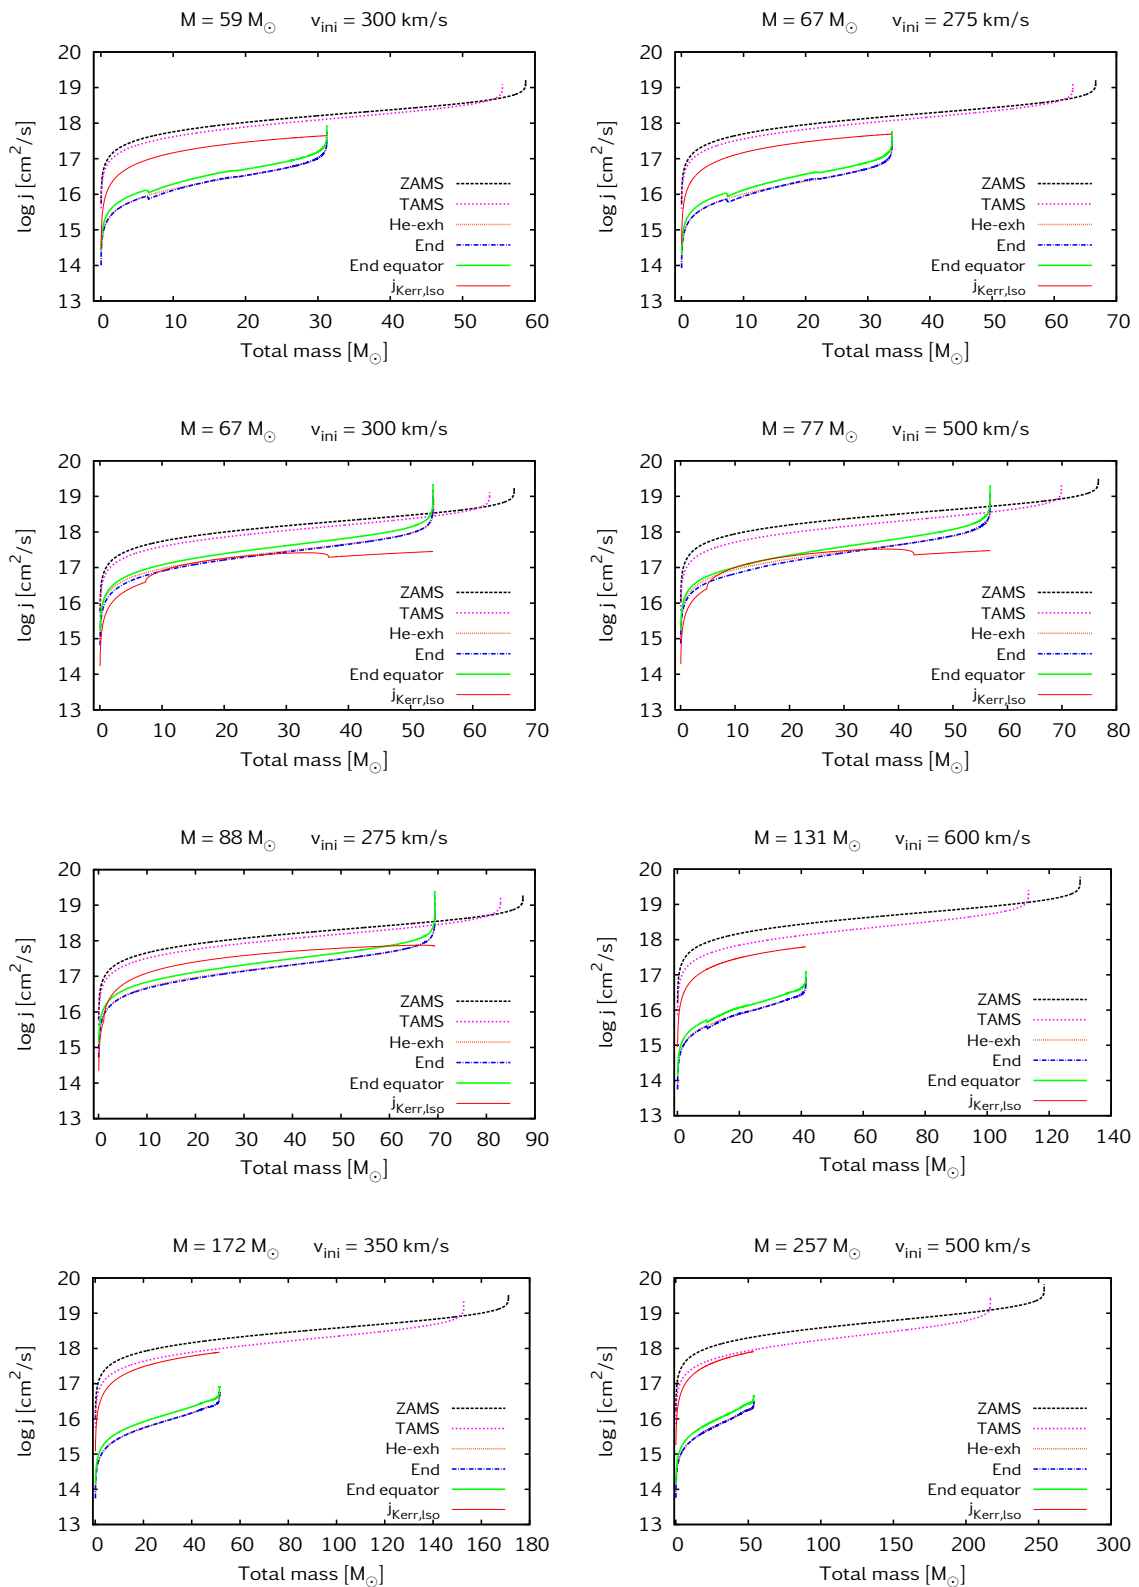 M = 59 M☉ v_ini = 300 km/s
log j [cm²/s]
20
19
18
17
16
15
14
13
ZAMS
TAMS
He-exh
End
End equator
j_Kerr,lso
0 10 20 30 40 50 60
Total mass [M☉]
M = 67 M☉ v_ini = 275 km/s
log j [cm²/s]
20
19
18
17
16
15
14
13
ZAMS
TAMS
He-exh
End
End equator
j_Kerr,lso
0 10 20 30 40 50 60 70
Total mass [M☉]
M = 67 M☉ v_ini = 300 km/s
log j [cm²/s]
20
19
18
17
16
15
14
13
ZAMS
TAMS
He-exh
End
End equator
j_Kerr,lso
0 10 20 30 40 50 60 70
Total mass [M☉]
M = 77 M☉ v_ini = 500 km/s
log j [cm²/s]
20
19
18
17
16
15
14
13
ZAMS
TAMS
He-exh
End
End equator
j_Kerr,lso
0 10 20 30 40 50 60 70 80
Total mass [M☉]
M = 88 M☉ v_ini = 275 km/s
log j [cm²/s]
20
19
18
17
16
15
14
13
ZAMS
TAMS
He-exh
End
End equator
j_Kerr,lso
0 10 20 30 40 50 60 70 80 90
Total mass [M☉]
M = 131 M☉ v_ini = 600 km/s
log j [cm²/s]
20
19
18
17
16
15
14
13
ZAMS
TAMS
He-exh
End
End equator
j_Kerr,lso
0 20 40 60 80 100 120 140
Total mass [M☉]
M = 172 M☉ v_ini = 350 km/s
log j [cm²/s]
20
19
18
17
16
15
14
13
ZAMS
TAMS
He-exh
End
End equator
j_Kerr,lso
0 20 40 60 80 100 120 140 160 180
Total mass [M☉]
M = 257 M☉ v_ini = 500 km/s
log j [cm²/s]
20
19
18
17
16
15
14
13
ZAMS
TAMS
He-exh
End
End equator
j_Kerr,lso
0 50 100 150 200 250 300
Total mass [M☉]